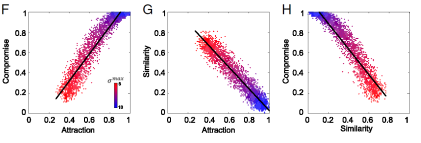 F G H
1 1 1
0.8 0.8 0.8
0.6 0.6 0.6
0.4 0.4 0.4
0.2 0.2 0.2
0 0 0
Compromise Similarity Compromise
σmax
5
10
0 0.2 0.4 0.6 0.8 1 0 0.2 0.4 0.6 0.8 1 0 0.2 0.4 0.6 0.8 1
Attraction Attraction Similarity